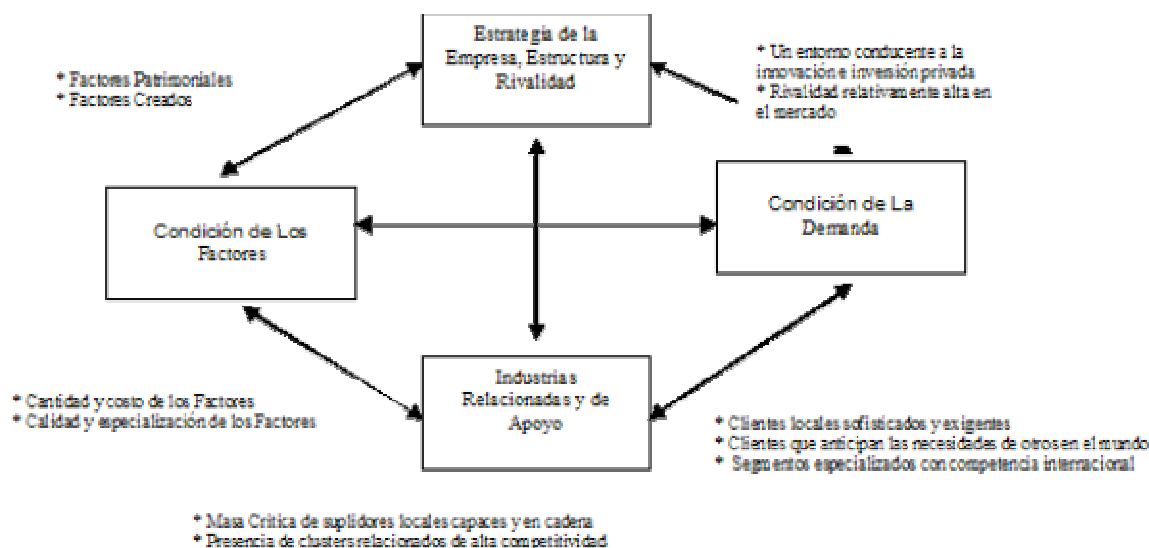 Estrategia de la
Empresa, Estructura y
Rivalidad
* Un entorno conducente a la
innovación e inversión privada
* Rivalidad relativamente alta en
el mercado
* Factores Patrimoniales
* Factores Creados
Condición de Los
Factores
Condición de La
Demanda
Industrias
Relacionadas y de
Apoyo
* Cantidad y costo de los Factores
* Calidad y especialización de los Factores
* Clientes locales sofisticados y exigentes
* Clientes que anticipan las necesidades de otros en el mundo
* Segmentos especializados con competencia internacional
* Masa Critica de suplidores locales capaces y en cadena
* Presencia de clusters relacionados de alta competitividad